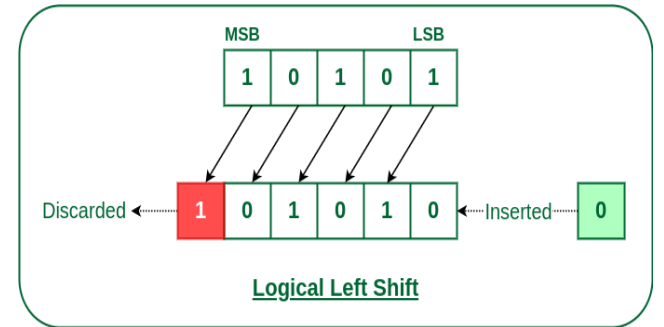 MSB LSB
1 0 1 0 1
Discarded 1 0 1 0 1 0 Inserted 0
Logical Left Shift